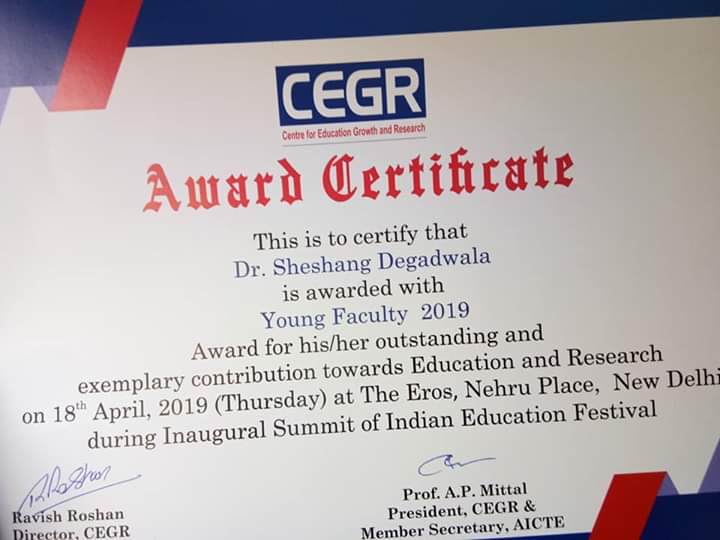 CEGR
Centre for Education Growth and Research
Award Certificate
This is to certify that
Dr. Sheshang Degadwala
is awarded with
Young Faculty 2019
Award for his/her outstanding and
exemplary contribution towards Education and Research
on 18th April, 2019 (Thursday) at The Eros, Nehru Place, New Delhi
during Inaugural Summit of Indian Education Festival
Ravish Roshan
Director, CEGR
Prof. A.P. Mittal
President, CEGR &
Member Secretary, AICTE